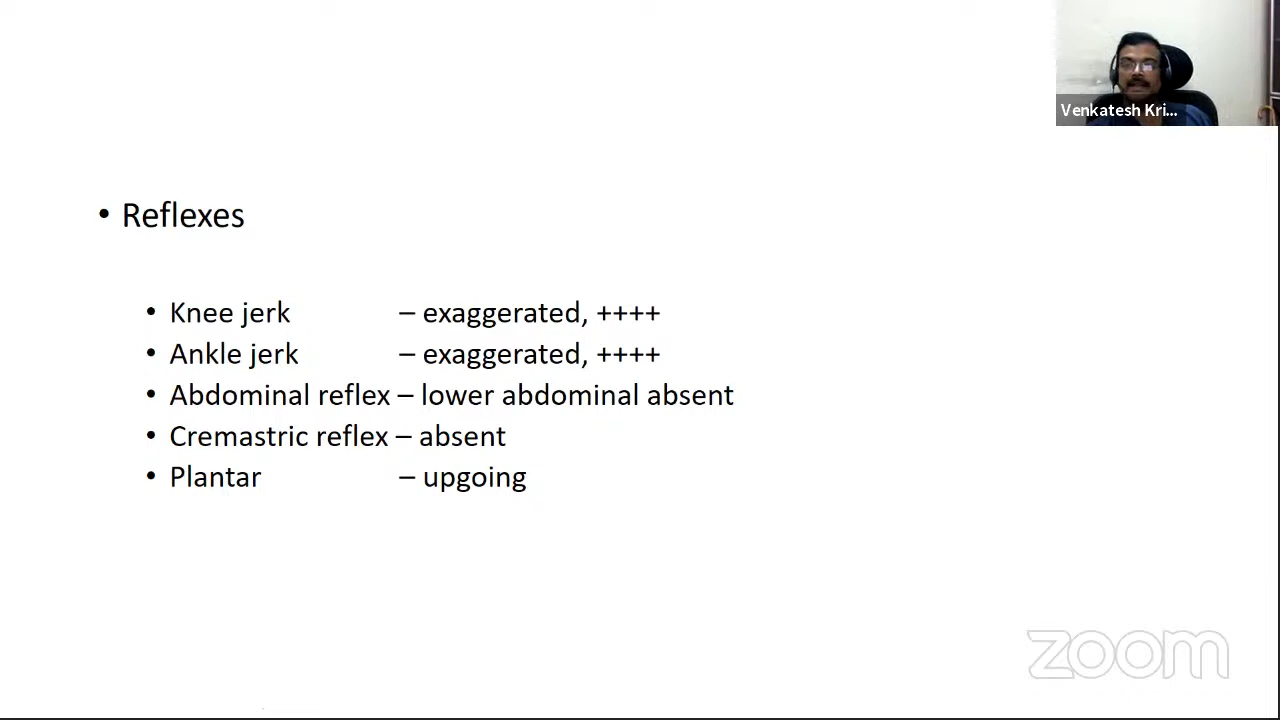 Venkatesh Kri...
• Reflexes
• Knee jerk – exaggerated, ++++
• Ankle jerk – exaggerated, ++++
• Abdominal reflex – lower abdominal absent
• Cremastric reflex – absent
• Plantar – upgoing
zoom